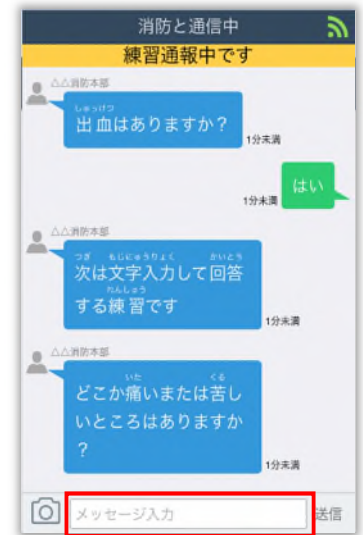 消防と通信中
練習通報中です
△△消防本部
しゅっけつ
出血はありますか？
1分未満
はい
1分未満
△△消防本部
つぎ もじにゅうりょく かいとう
次は文字入力して回答
れんしゅう
する練習です
1分未満
△△消防本部
いた くる
どこか痛いまたは苦し
いところはありますか
？
1分未満
メッセージ入力 送信